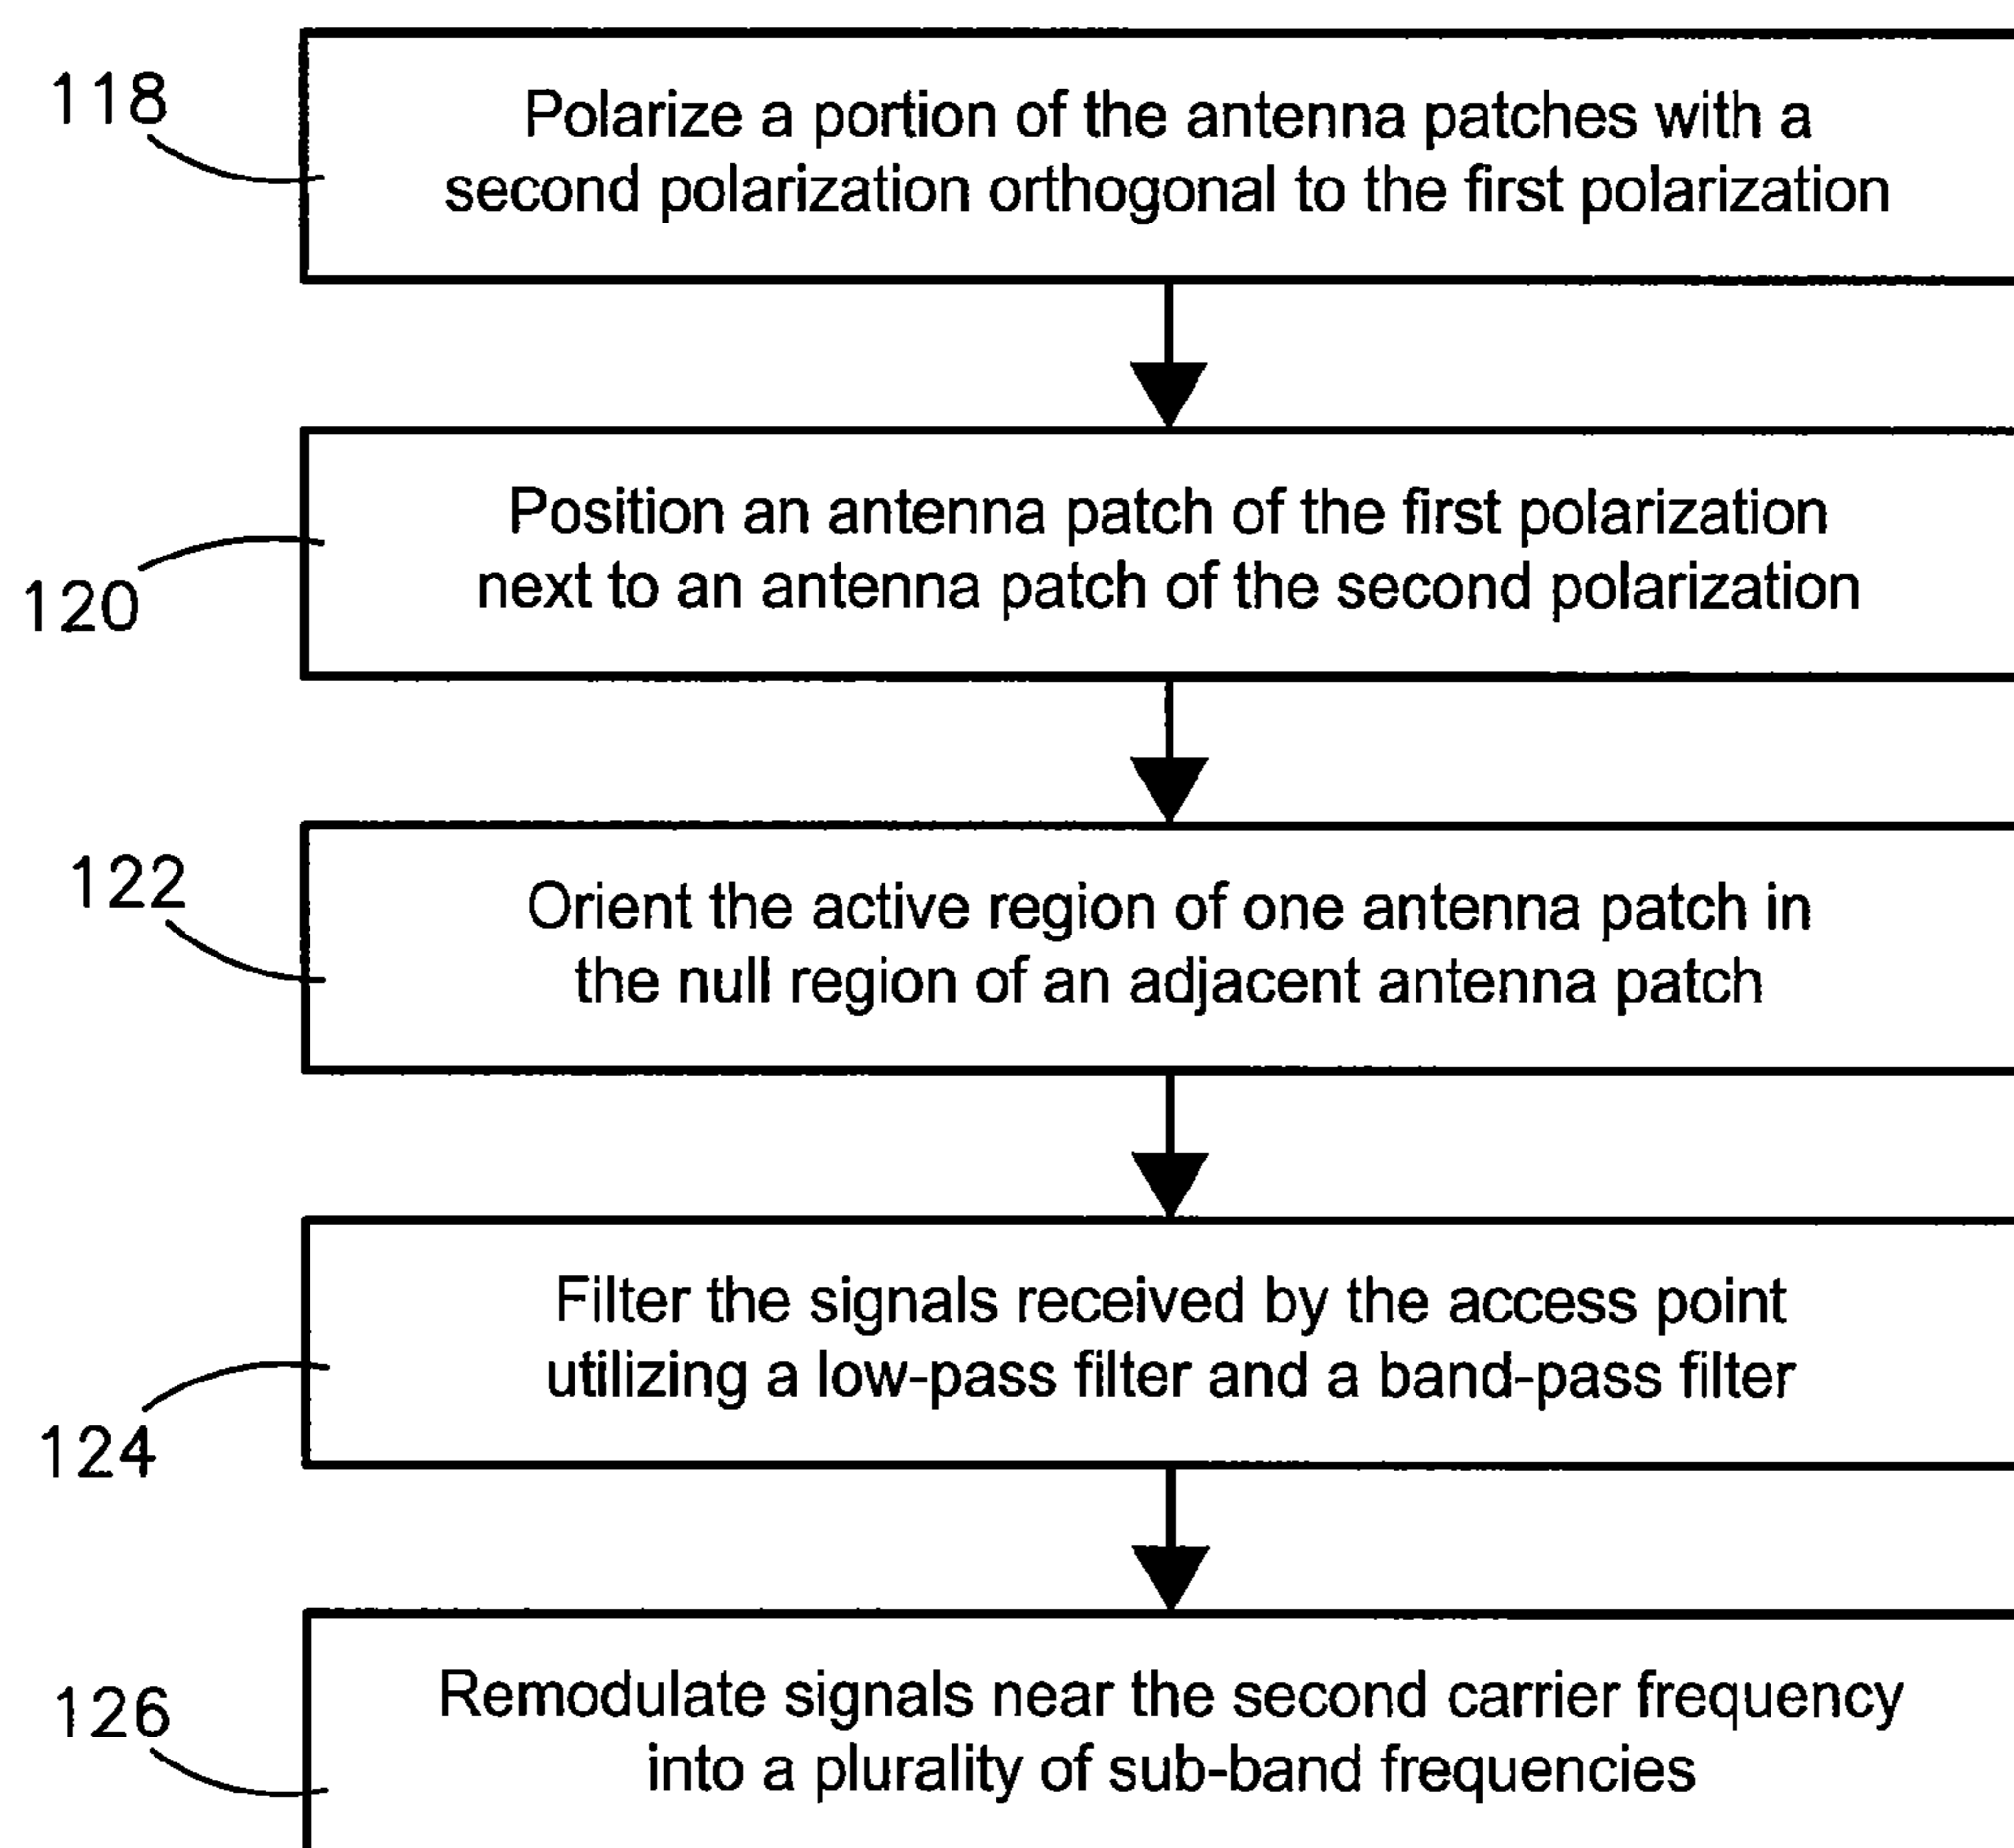 118
Polarize a portion of the antenna patches with a
second polarization orthogonal to the first polarization
Position an antenna patch of the first polarization
next to an antenna patch of the second polarization
120
122
Orient the active region of one antenna patch in
the null region of an adjacent antenna patch
Filter the signals received by the access point
utilizing a low-pass filter and a band-pass filter
124
126
Remodulate signals near the second carrier frequency
into a plurality of sub-band frequencies